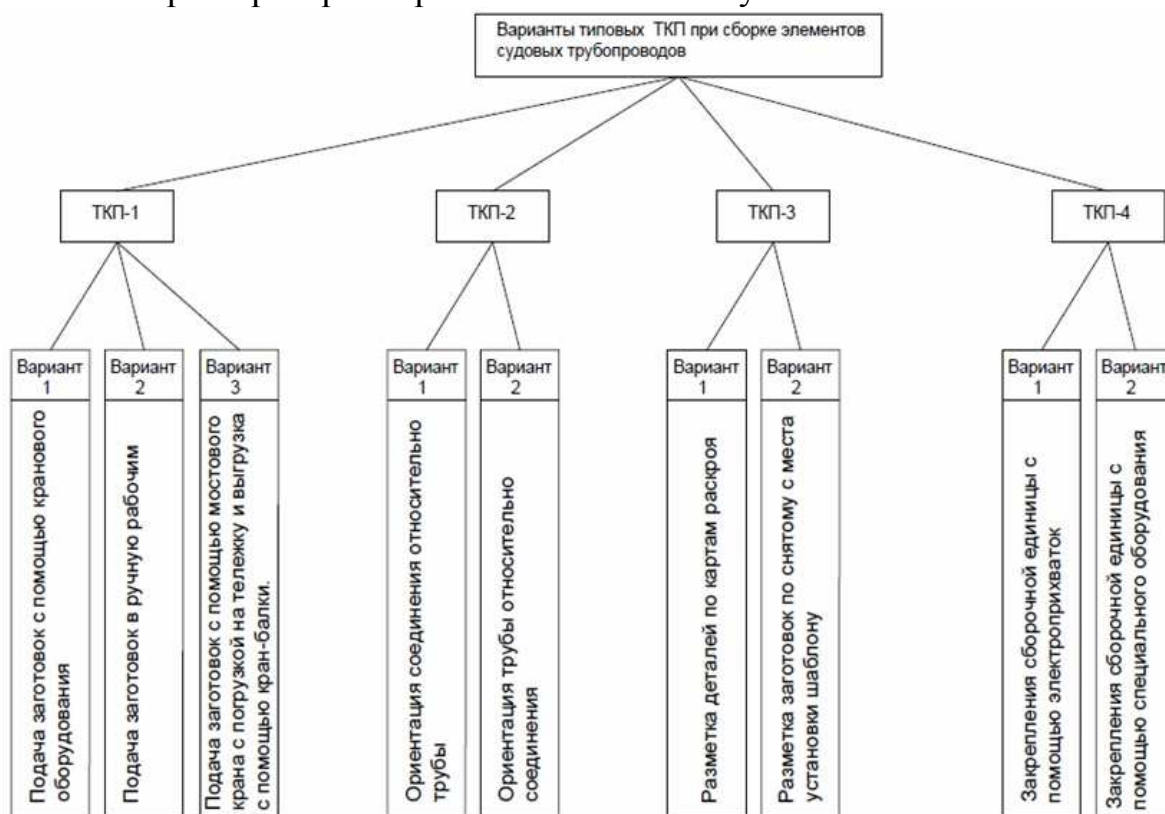 Варианты типовых ТКП при сборке элементов
судовых трубопроводов
ТКП-1
ТКП-2
ТКП-3
ТКП-4
Вариант
1
Вариант
2
Вариант
3
Вариант
1
Вариант
2
Вариант
1
Вариант
2
Вариант
1
Вариант
2
Подача заготовок с помощью кранового
оборудования
Подача заготовок в ручную рабочим
Подача заготовок с помощью мостового
крана с погрузкой на тележку и выгрузка
с помощью кран-балки.
Ориентация соединения относительно
трубы
Ориентация трубы относительно
соединения
Разметка деталей по картам раскроя
Разметка заготовок по снятому с места
установки шаблону
Закрепления сборочной единицы с
помощью электроприхваток
Закрепления сборочной единицы с
помощью специального оборудования